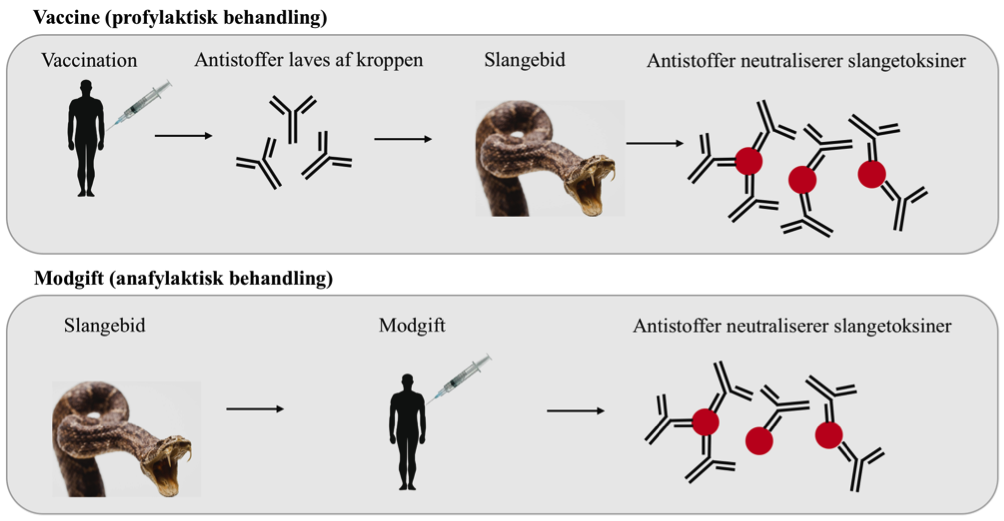 Vaccine (profylaktisk behandling)
Vaccination
Antistoffer laves af kroppen
Slangebid
Antistoffer neutraliserer slangetoksiner
Modgift (anafylaktisk behandling)
Slangebid
Modgift
Antistoffer neutraliserer slangetoksiner